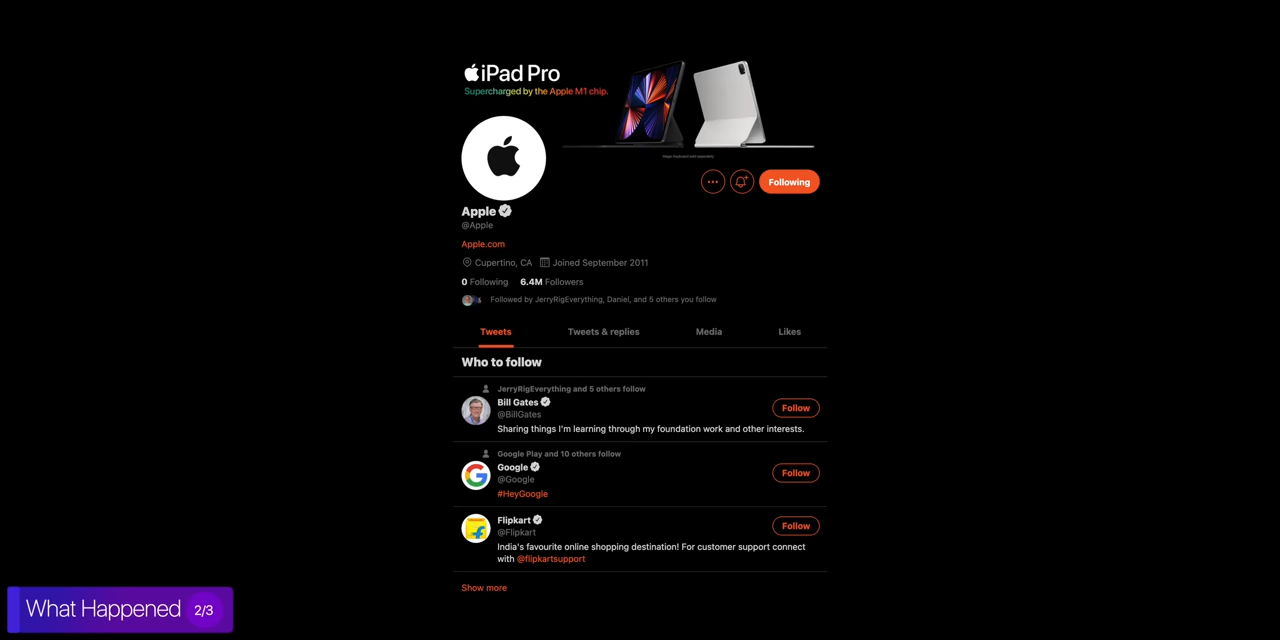 iPad Pro
Supercharged by the Apple M1 chip.
Magic Keyboard sold separately.
Following
Apple
@Apple
Apple.com
Cupertino, CA Joined September 2011
0 Following 6.4M Followers
Followed by JerryRigEverything, Daniel, and 5 others you follow
Tweets Tweets & replies Media Likes
Who to follow
JerryRigEverything and 5 others follow
Bill Gates
@BillGates
Follow
Sharing things I'm learning through my foundation work and other interests.
Google Play and 10 others follow
Google
@Google
Follow
#HeyGoogle
Flipkart
@Flipkart
Follow
India's favourite online shopping destination! For customer support connect
with @flipkartsupport
Show more
What Happened 2/3